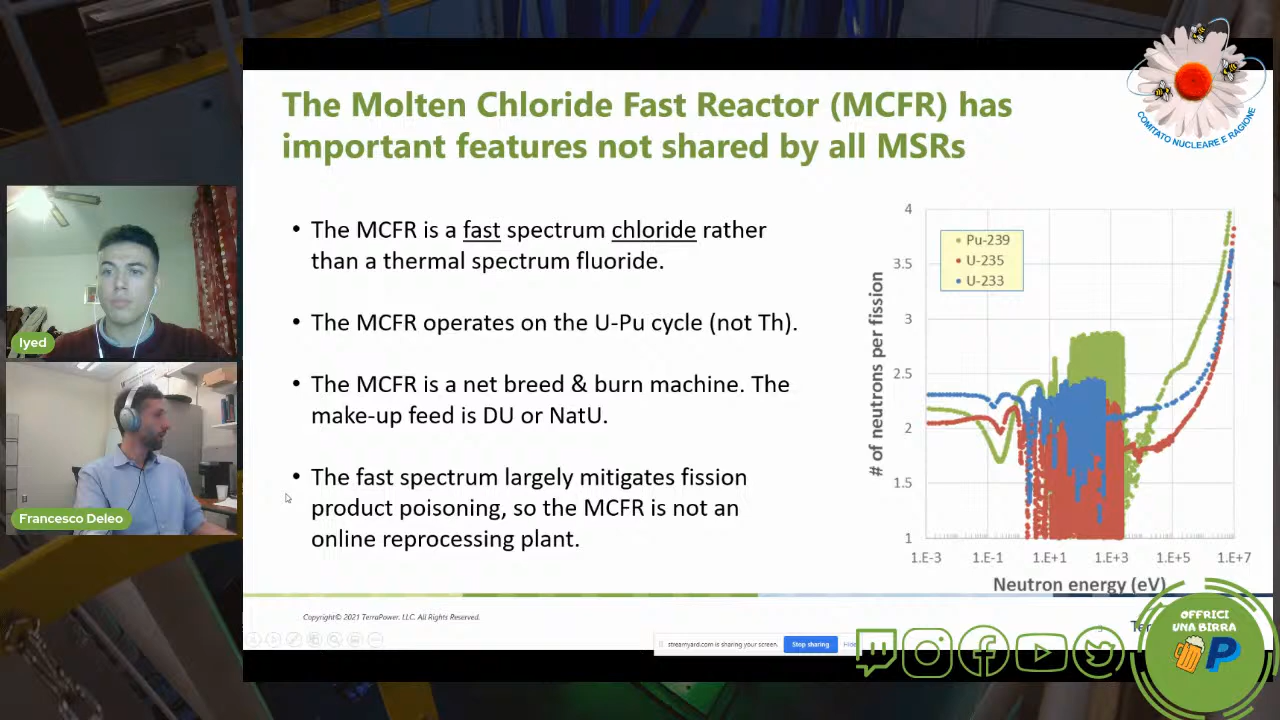 The Molten Chloride Fast Reactor (MCFR) has
important features not shared by all MSRs
COMITATO NUCLEARE E RAGIONE
• The MCFR is a fast spectrum chloride rather
than a thermal spectrum fluoride.
• The MCFR operates on the U-Pu cycle (not Th).
• The MCFR is a net breed & burn machine. The
make-up feed is DU or NatU.
• The fast spectrum largely mitigates fission
product poisoning, so the MCFR is not an
online reprocessing plant.
Iyed
Francesco Deleo
# of neutrons per fission
4
3.5
3
2.5
2
1.5
1
Pu-239
U-235
U-233
1.E-3 1.E-1 1.E+1 1.E+3 1.E+5 1.E+7
Neutron energy (eV)
Copyright© 2021 TerraPower. LLC. All Rights Reserved.
streamyard.com is sharing your screen.
Stop sharing
Hide
OFFRICI
UNA BIRRA